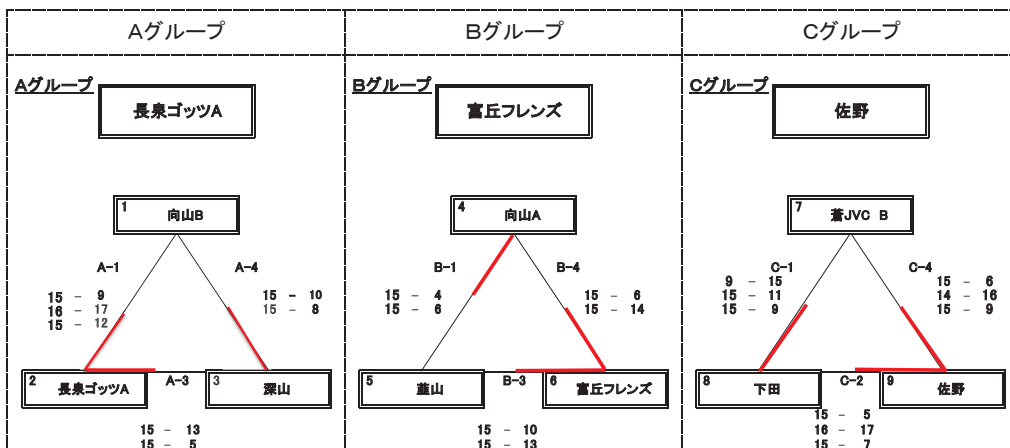 Aグループ
Bグループ
Cグループ
Aグループ
長泉ゴッツA
Bグループ
富丘フレンズ
Cグループ
佐野
1 向山B
4 向山A
7 蒼JVC B
A-1
A-4
B-1
B-4
C-1
C-4
15 - 9
16 - 17
15 - 12
15 - 10
15 - 8
15 - 4
15 - 6
15 - 6
15 - 14
9 - 15
15 - 11
15 - 9
15 - 6
14 - 16
15 - 9
2 長泉ゴッツA
A-3
3 深山
5 韮山
B-3
6 富丘フレンズ
8 下田
C-2
9 佐野
15 - 13
15 - 5
15 - 10
15 - 13
15 - 5
16 - 17
15 - 7